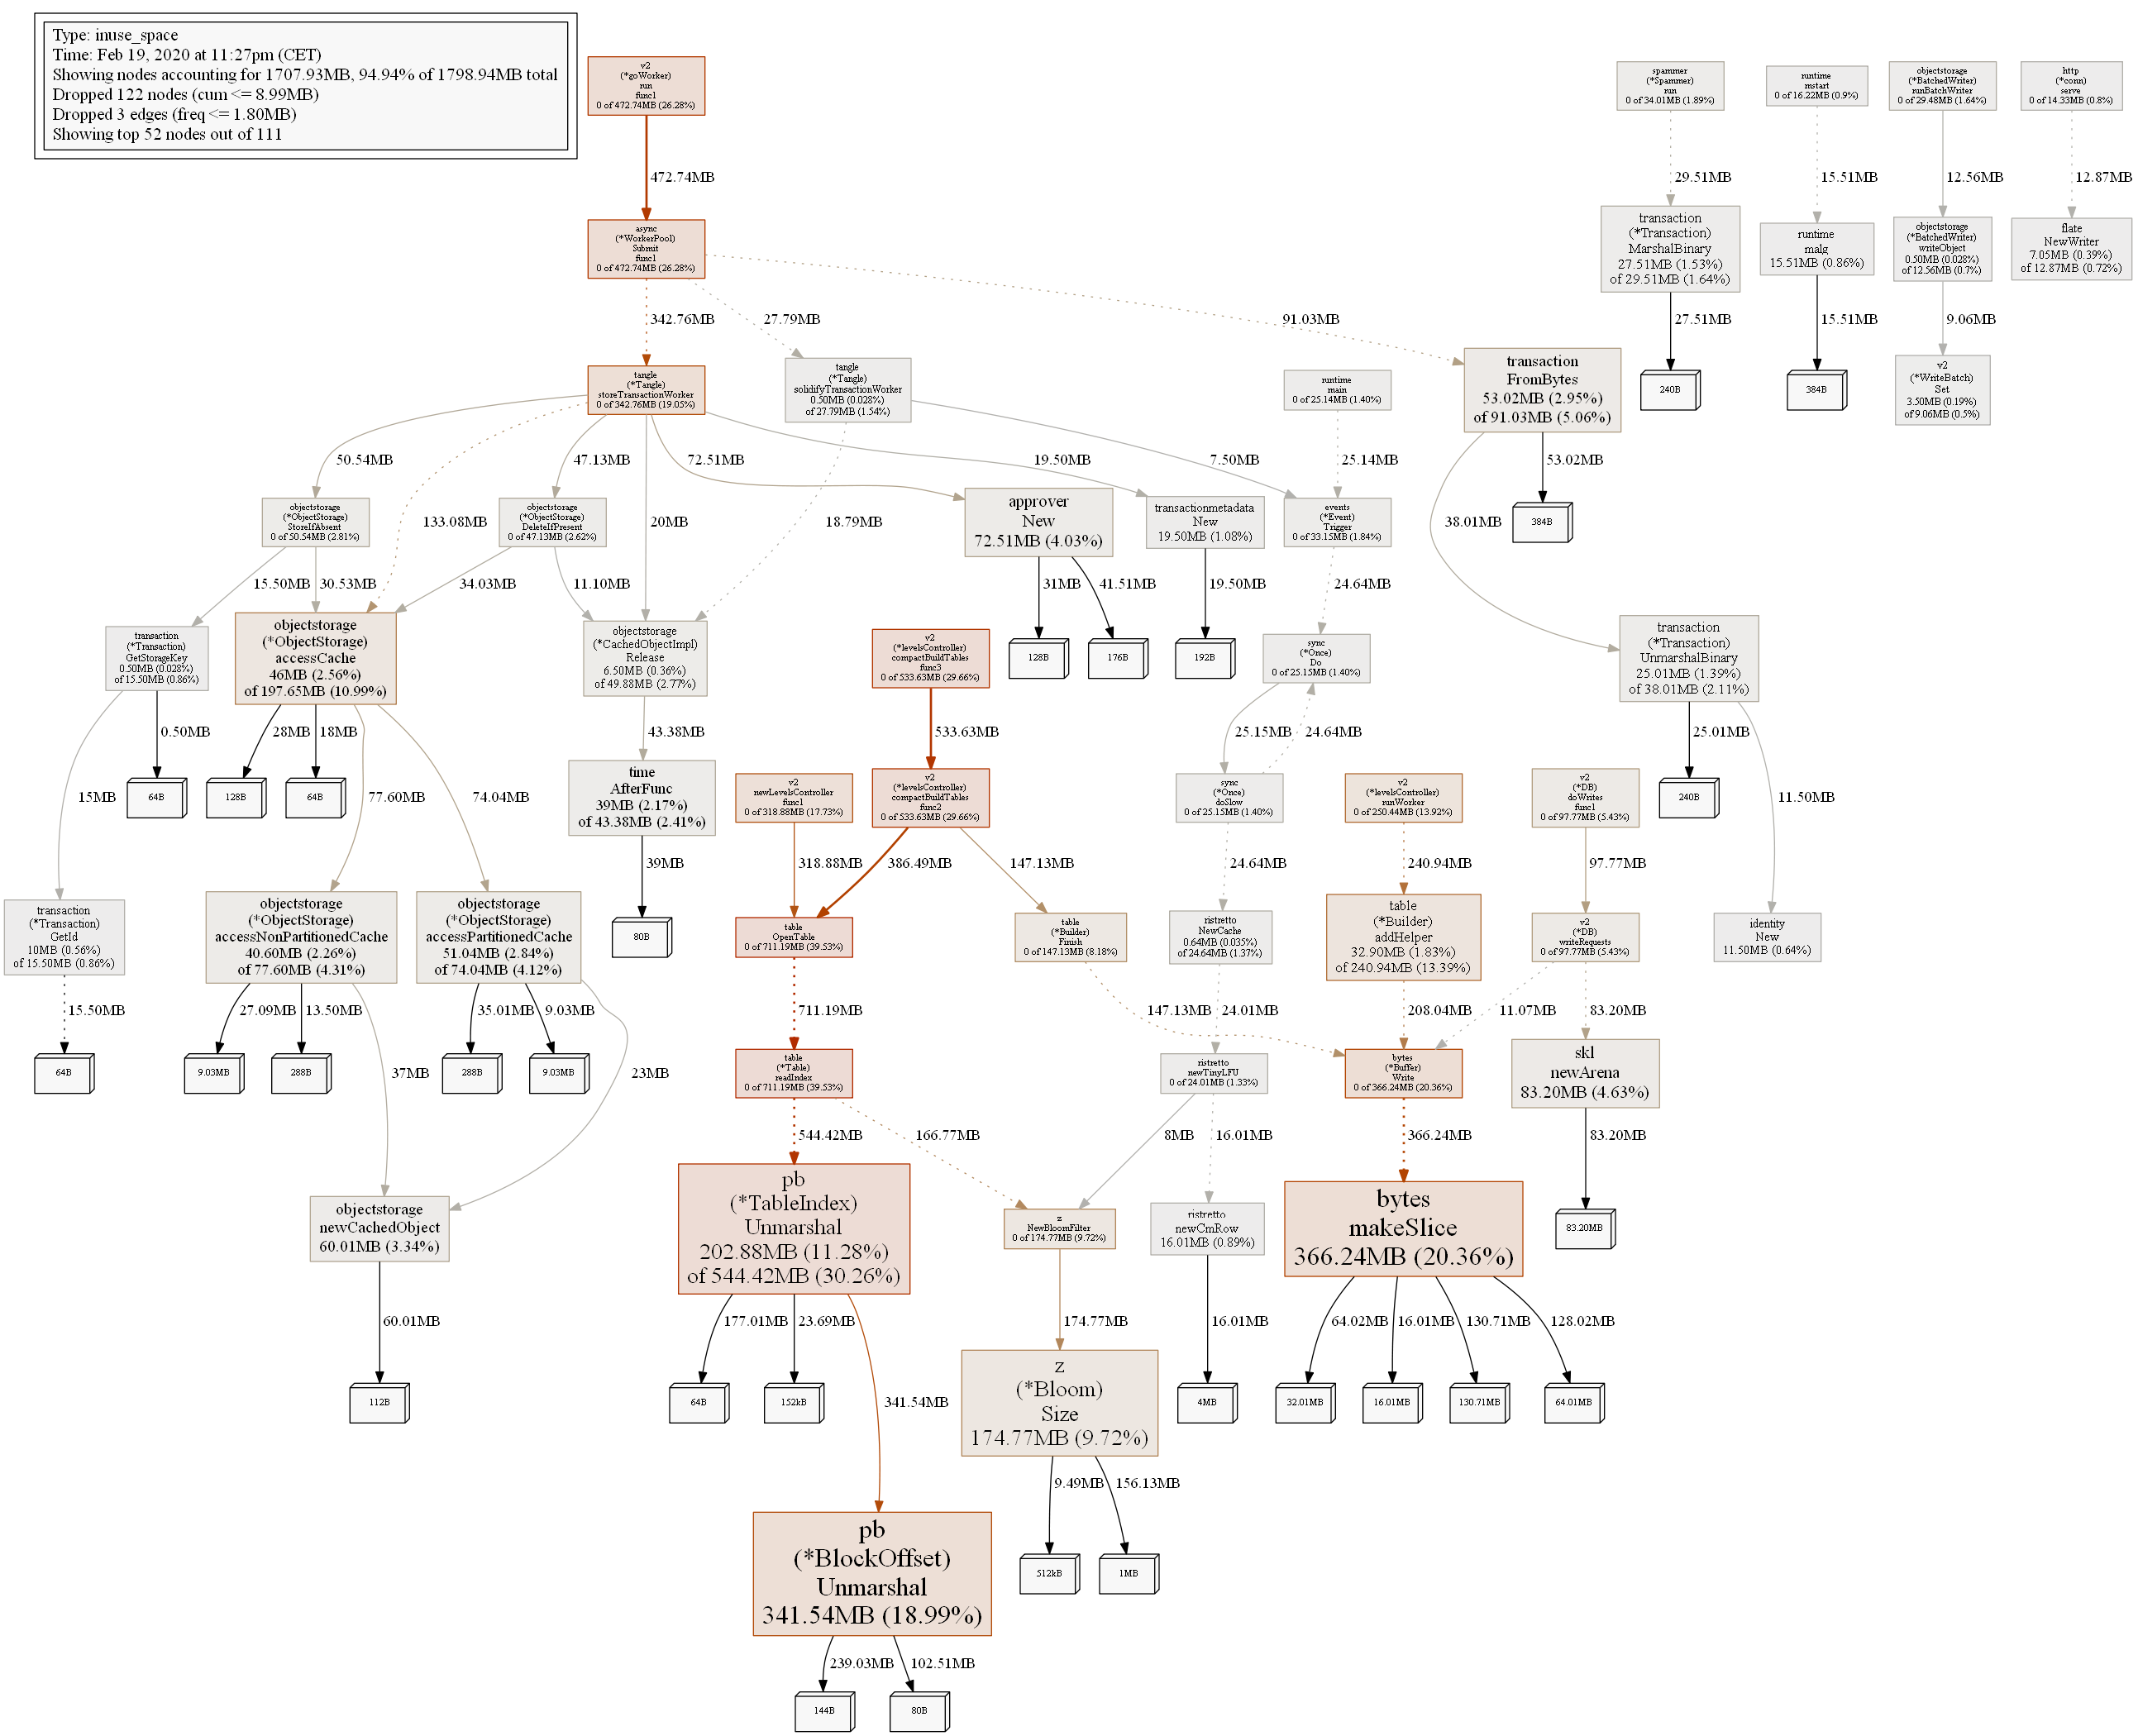 Type: inuse_space
Time: Feb 19, 2020 at 11:27pm (CET)
Showing nodes accounting for 1707.93MB, 94.94% of 1798.94MB total
Dropped 122 nodes (cum <= 8.99MB)
Dropped 3 edges (freq <= 1.80MB)
Showing top 52 nodes out of 111
v2
(*goWorker)
run
func1
0 of 472.74MB (26.28%)
spammer
(*Spammer)
run
0 of 34.01MB (1.89%)
runtime
mstart
0 of 16.22MB (0.9%)
objectstorage
(*BatchedWriter)
runBatchWriter
0 of 29.48MB (1.64%)
http
(*conn)
serve
0 of 14.33MB (0.8%)
472.74MB
29.51MB
15.51MB
12.56MB
12.87MB
async
(*WorkerPool)
Submit
func1
0 of 472.74MB (26.28%)
transaction
(*Transaction)
MarshalBinary
27.51MB (1.53%)
of 29.51MB (1.64%)
runtime
malg
15.51MB (0.86%)
objectstorage
(*BatchedWriter)
writeObject
0.50MB (0.028%)
of 12.56MB (0.7%)
flate
NewWriter
7.05MB (0.39%)
of 12.87MB (0.72%)
342.76MB
27.79MB
91.03MB
27.51MB
15.51MB
9.06MB
tangle
(*Tangle)
storeTransactionWorker
0 of 342.76MB (19.05%)
tangle
(*Tangle)
solidifyTransactionWorker
0.50MB (0.028%)
of 27.79MB (1.54%)
runtime
main
0 of 25.14MB (1.40%)
transaction
FromBytes
53.02MB (2.95%)
of 91.03MB (5.06%)
240B
384B
v2
(*WriteBatch)
Set
3.50MB (0.19%)
of 9.06MB (0.5%)
50.54MB
133.08MB
47.13MB
20MB
72.51MB
18.79MB
19.50MB
7.50MB
25.14MB
38.01MB
53.02MB
objectstorage
(*ObjectStorage)
StoreIfAbsent
0 of 50.54MB (2.81%)
objectstorage
(*ObjectStorage)
DeleteIfPresent
0 of 47.13MB (2.62%)
approver
New
72.51MB (4.03%)
transactionmetadata
New
19.50MB (1.08%)
events
(*Event)
Trigger
0 of 33.15MB (1.84%)
384B
15.50MB
30.53MB
34.03MB
11.10MB
31MB
41.51MB
19.50MB
24.64MB
transaction
(*Transaction)
GetStorageKey
0.50MB (0.028%)
of 15.50MB (0.86%)
objectstorage
(*ObjectStorage)
accessCache
46MB (2.56%)
of 197.65MB (10.99%)
objectstorage
(*CachedObjectImpl)
Release
6.50MB (0.36%)
of 49.88MB (2.77%)
v2
(*levelsController)
compactBuildTables
func3
0 of 533.63MB (29.66%)
128B
176B
192B
sync
(*Once)
Do
0 of 25.15MB (1.40%)
transaction
(*Transaction)
UnmarshalBinary
25.01MB (1.39%)
of 38.01MB (2.11%)
15MB
0.50MB
28MB
18MB
77.60MB
74.04MB
43.38MB
533.63MB
25.15MB
24.64MB
25.01MB
11.50MB
64B
128B
64B
time
AfterFunc
39MB (2.17%)
of 43.38MB (2.41%)
v2
newLevelsController
func1
0 of 318.88MB (17.73%)
v2
(*levelsController)
compactBuildTables
func2
0 of 533.63MB (29.66%)
sync
(*Once)
doSlow
0 of 25.15MB (1.40%)
v2
(*levelsController)
runWorker
0 of 250.44MB (13.92%)
v2
(*DB)
doWrites
func1
0 of 97.77MB (5.43%)
240B
39MB
318.88MB
386.49MB
147.13MB
24.64MB
240.94MB
97.77MB
transaction
(*Transaction)
GetId
10MB (0.56%)
of 15.50MB (0.86%)
objectstorage
(*ObjectStorage)
accessNonPartitionedCache
40.60MB (2.26%)
of 77.60MB (4.31%)
objectstorage
(*ObjectStorage)
accessPartitionedCache
51.04MB (2.84%)
of 74.04MB (4.12%)
80B
table
OpenTable
0 of 711.19MB (39.53%)
table
(*Builder)
Finish
0 of 147.13MB (8.18%)
ristretto
NewCache
0.64MB (0.035%)
of 24.64MB (1.37%)
table
(*Builder)
addHelper
32.90MB (1.83%)
of 240.94MB (13.39%)
v2
(*DB)
writeRequests
0 of 97.77MB (5.43%)
identity
New
11.50MB (0.64%)
15.50MB
27.09MB
13.50MB
37MB
35.01MB
9.03MB
23MB
711.19MB
147.13MB
24.01MB
208.04MB
11.07MB
83.20MB
64B
9.03MB
288B
288B
9.03MB
table
(*Table)
readIndex
0 of 711.19MB (39.53%)
ristretto
newTinyLFU
0 of 24.01MB (1.33%)
bytes
(*Buffer)
Write
0 of 366.24MB (20.36%)
skl
newArena
83.20MB (4.63%)
544.42MB
166.77MB
8MB
16.01MB
366.24MB
83.20MB
objectstorage
newCachedObject
60.01MB (3.34%)
pb
(*TableIndex)
Unmarshal
202.88MB (11.28%)
of 544.42MB (30.26%)
z
NewBloomFilter
0 of 174.77MB (9.72%)
ristretto
newCmRow
16.01MB (0.89%)
bytes
makeSlice
366.24MB (20.36%)
83.20MB
60.01MB
177.01MB
23.69MB
341.54MB
174.77MB
16.01MB
64.02MB
16.01MB
130.71MB
128.02MB
112B
64B
152kB
z
(*Bloom)
Size
174.77MB (9.72%)
4MB
32.01MB
16.01MB
130.71MB
64.01MB
9.49MB
156.13MB
pb
(*BlockOffset)
Unmarshal
341.54MB (18.99%)
512kB
1MB
239.03MB
102.51MB
144B
80B